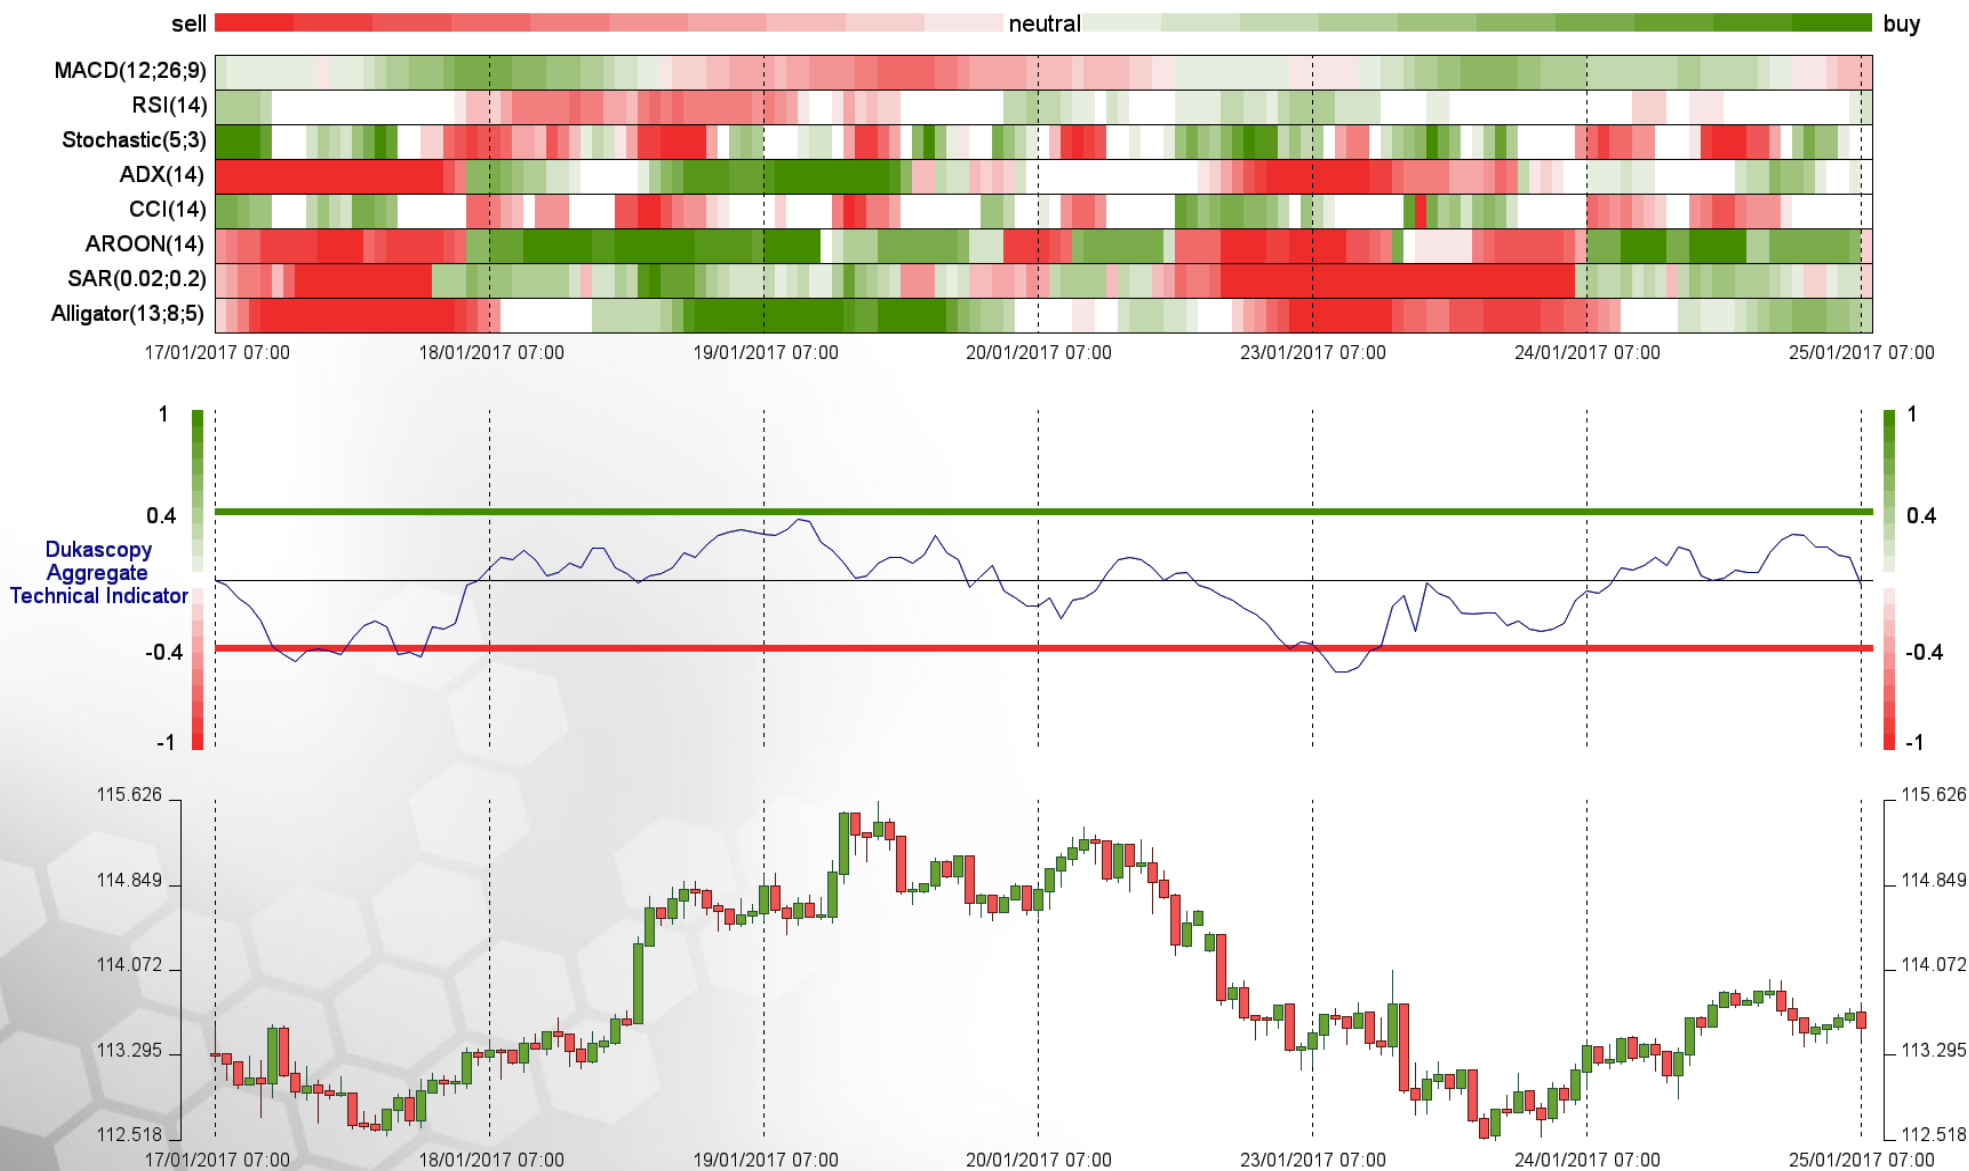 sell neutral buy
MACD(12;26;9)
RSI(14)
Stochastic(5;3)
ADX(14)
CCI(14)
AROON(14)
SAR(0.02;0.2)
Alligator(13;8;5)
17/01/2017 07:00 18/01/2017 07:00 19/01/2017 07:00 20/01/2017 07:00 23/01/2017 07:00 24/01/2017 07:00 25/01/2017 07:00
1 1
0.4 0.4
Dukascopy
Aggregate
Technical Indicator
-0.4 -0.4
-1 -1
115.626 115.626
114.849 114.849
114.072 114.072
113.295 113.295
112.518 112.518
17/01/2017 07:00 18/01/2017 07:00 19/01/2017 07:00 20/01/2017 07:00 23/01/2017 07:00 24/01/2017 07:00 25/01/2017 07:00